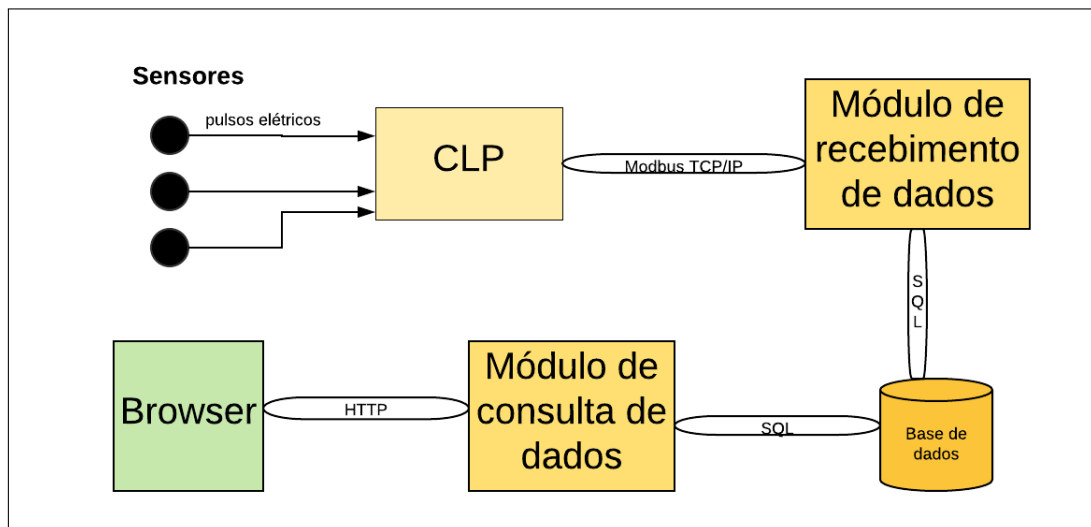 Sensores
pulsos elétricos
CLP
Modbus TCP/IP
Módulo de
recebimento
de dados
S
Q
L
Browser
HTTP
Módulo de
consulta de
dados
SQL
Base de
dados